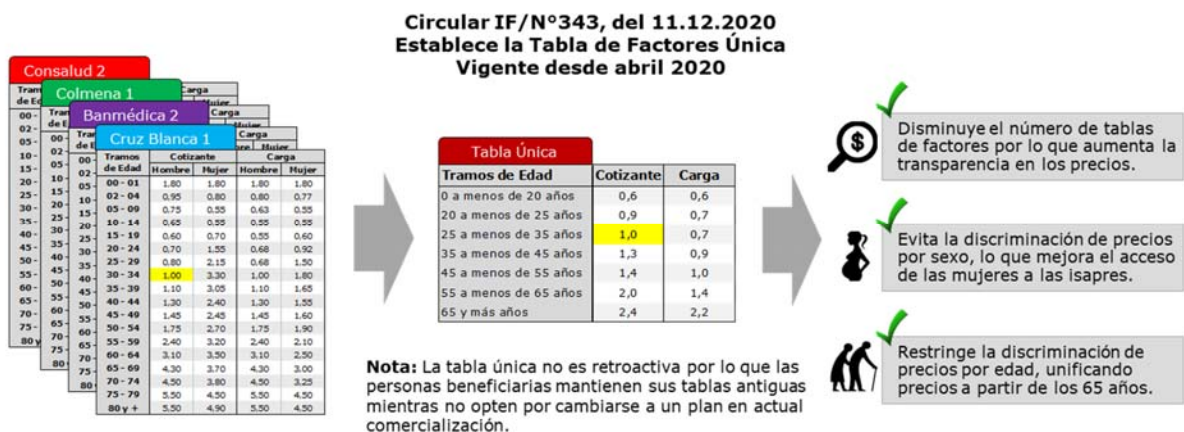 Circular IF/N°343, del 11.12.2020
Establece la Tabla de Factores Única
Vigente desde abril 2020
Consalud 2
Colmena 1
Banmédica 2
Cruz Blanca 1
Tramos de Edad Cotizante Carga
Hombre Mujer Hombre Mujer
00 - 01 1,80 1,80 1,80 1,80
02 - 04 0,95 0,80 0,80 0,77
05 - 09 0,75 0,55 0,63 0,55
10 - 14 0,65 0,55 0,55 0,55
15 - 19 0,60 0,70 0,55 0,60
20 - 24 0,70 1,55 0,68 0,92
25 - 29 0,80 2,15 0,68 1,50
30 - 34 1,00 3,30 1,00 1,80
35 - 39 1,10 3,05 1,10 1,65
40 - 44 1,30 2,40 1,30 1,55
45 - 49 1,45 2,45 1,45 1,60
50 - 54 1,75 2,70 1,75 1,90
55 - 59 2,40 3,20 2,40 2,10
60 - 64 3,10 3,50 3,10 2,50
65 - 69 4,30 3,70 4,30 3,00
70 - 74 4,50 3,80 4,50 3,25
75 - 79 5,50 4,50 5,50 4,50
80 y + 5,50 4,90 5,50 4,50
Tabla Única
Tramos de Edad Cotizante Carga
0 a menos de 20 años 0,6 0,6
20 a menos de 25 años 0,9 0,7
25 a menos de 35 años 1,0 0,7
35 a menos de 45 años 1,3 0,9
45 a menos de 55 años 1,4 1,0
55 a menos de 65 años 2,0 1,4
65 y más años 2,4 2,2
Nota: La tabla única no es retroactiva por lo que las
personas beneficiarias mantienen sus tablas antiguas
mientras no opten por cambiarse a un plan en actual
comercialización.
Disminuye el número de tablas
de factores por lo que aumenta la
transparencia en los precios.
Evita la discriminación de precios
por sexo, lo que mejora el acceso
de las mujeres a las isapres.
Restringe la discriminación de
precios por edad, unificando
precios a partir de los 65 años.